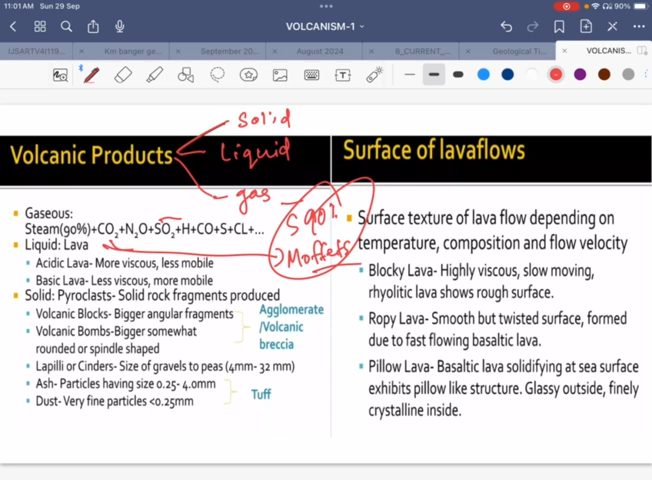 11:01 AM Sun 29 Sep
90%
VOLCANISM-1
IJSARTV4I119...
Km banger ge...
September 20...
August 2024
8_CURRENT_...
Geological Ti...
VOLCANIS...
Solid
Liquid
gas
S 90%
Moffets
Volcanic Products
Gaseous:
Steam(90%)+CO2+N2O+SO2+H+CO+S+CL+...
Liquid: Lava
Acidic Lava- More viscous, less mobile
Basic Lava- Less viscous, more mobile
Solid: Pyroclasts- Solid rock fragments produced
Volcanic Blocks- Bigger angular fragments
Volcanic Bombs-Bigger somewhat
rounded or spindle shaped
Agglomerate
/Volcanic
breccia
Lapilli or Cinders- Size of gravels to peas (4mm- 32 mm)
Ash- Particles having size 0.25- 4.0mm
Dust- Very fine particles <0.25mm
Tuff
Surface of lavaflows
Surface texture of lava flow depending on
temperature, composition and flow velocity
Blocky Lava- Highly viscous, slow moving,
rhyolitic lava shows rough surface.
Ropy Lava- Smooth but twisted surface, formed
due to fast flowing basaltic lava.
Pillow Lava- Basaltic lava solidifying at sea surface
exhibits pillow like structure. Glassy outside, finely
crystalline inside.